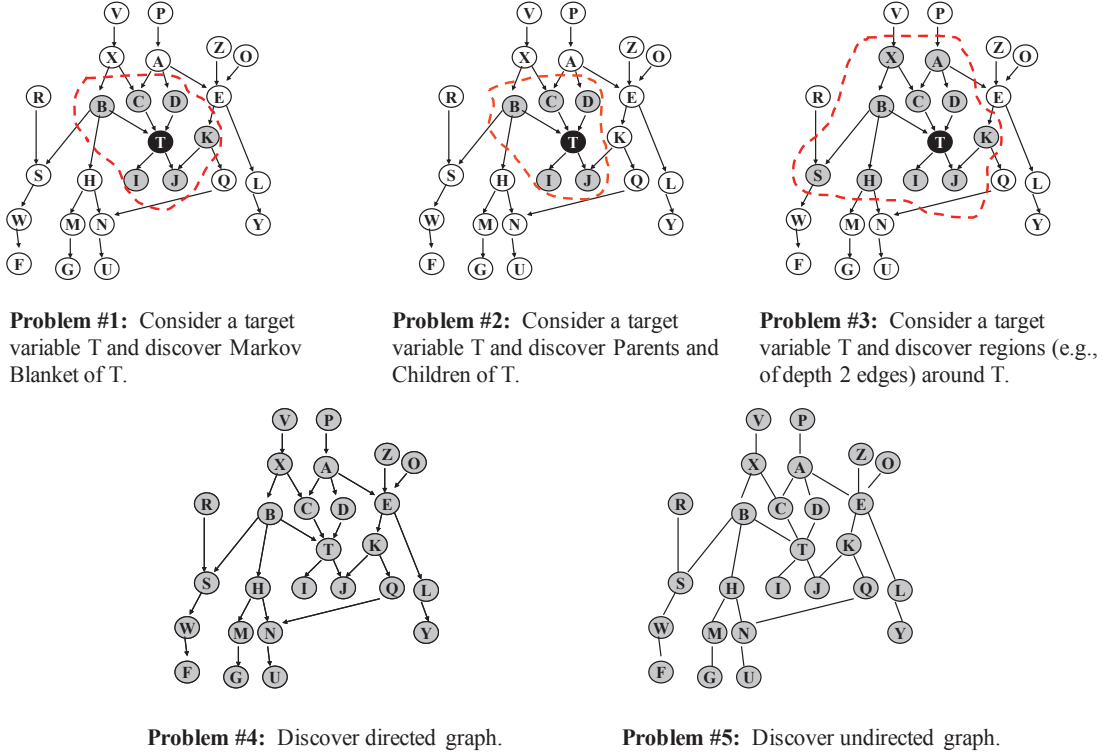 V P V P V P
Z Z Z
X A O X A O X A O
R B C D E R B C D E R B C D E
T K T K T K
S H I J Q L S H I J Q L S H I J Q L
W M N Y W M N Y W M N Y
F G U F G U F G U
Problem #1: Consider a target
variable T and discover Markov
Blanket of T.
Problem #2: Consider a target
variable T and discover Parents and
Children of T.
Problem #3: Consider a target
variable T and discover regions (e.g.,
of depth 2 edges) around T.
V P V P
X A Z O X A Z O
R B C D E R B C D E
T K T K
S H I J Q L S H I J Q L
W M N Y W M N Y
F G U F G U
Problem #4: Discover directed graph.
Problem #5: Discover undirected graph.